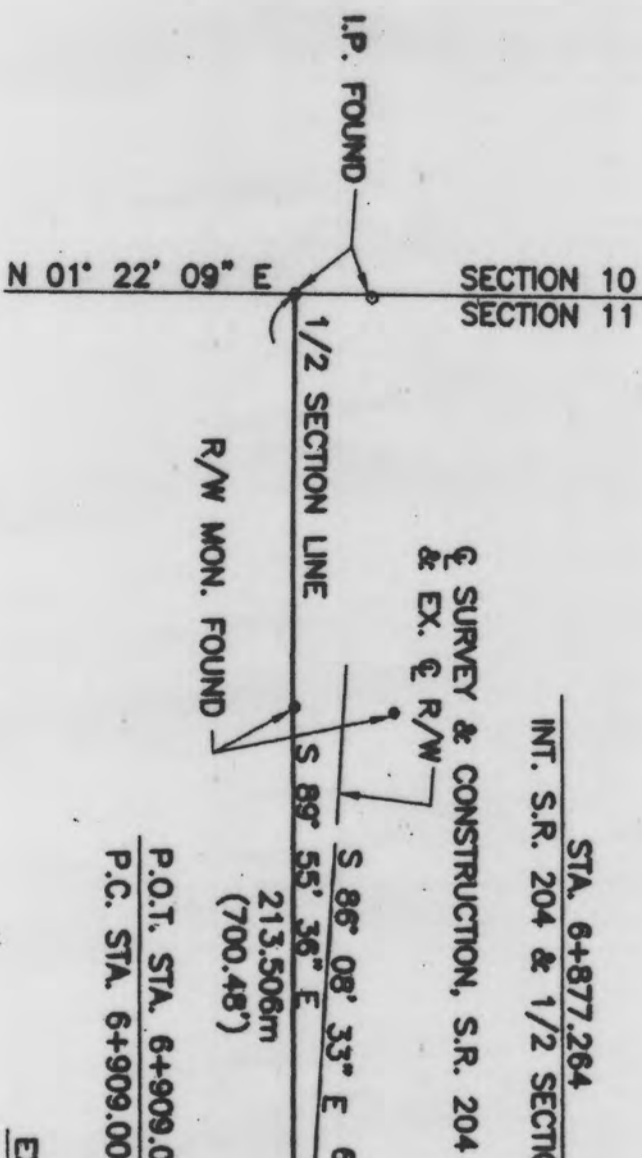 I.P. FOUND
N 01° 22' 09" E
SECTION 10
SECTION 11
1/2 SECTION LINE
R/W MON. FOUND
℄ SURVEY & CONSTRUCTION, S.R. 204
& EX. ℄ R/W
STA. 6+877.264
INT. S.R. 204 & 1/2 SECTIO
S 86° 08' 33" E 6
S 89° 55' 36" E
213.506m
(700.48')
P.O.T. STA. 6+909.0
P.C. STA. 6+909.00
E